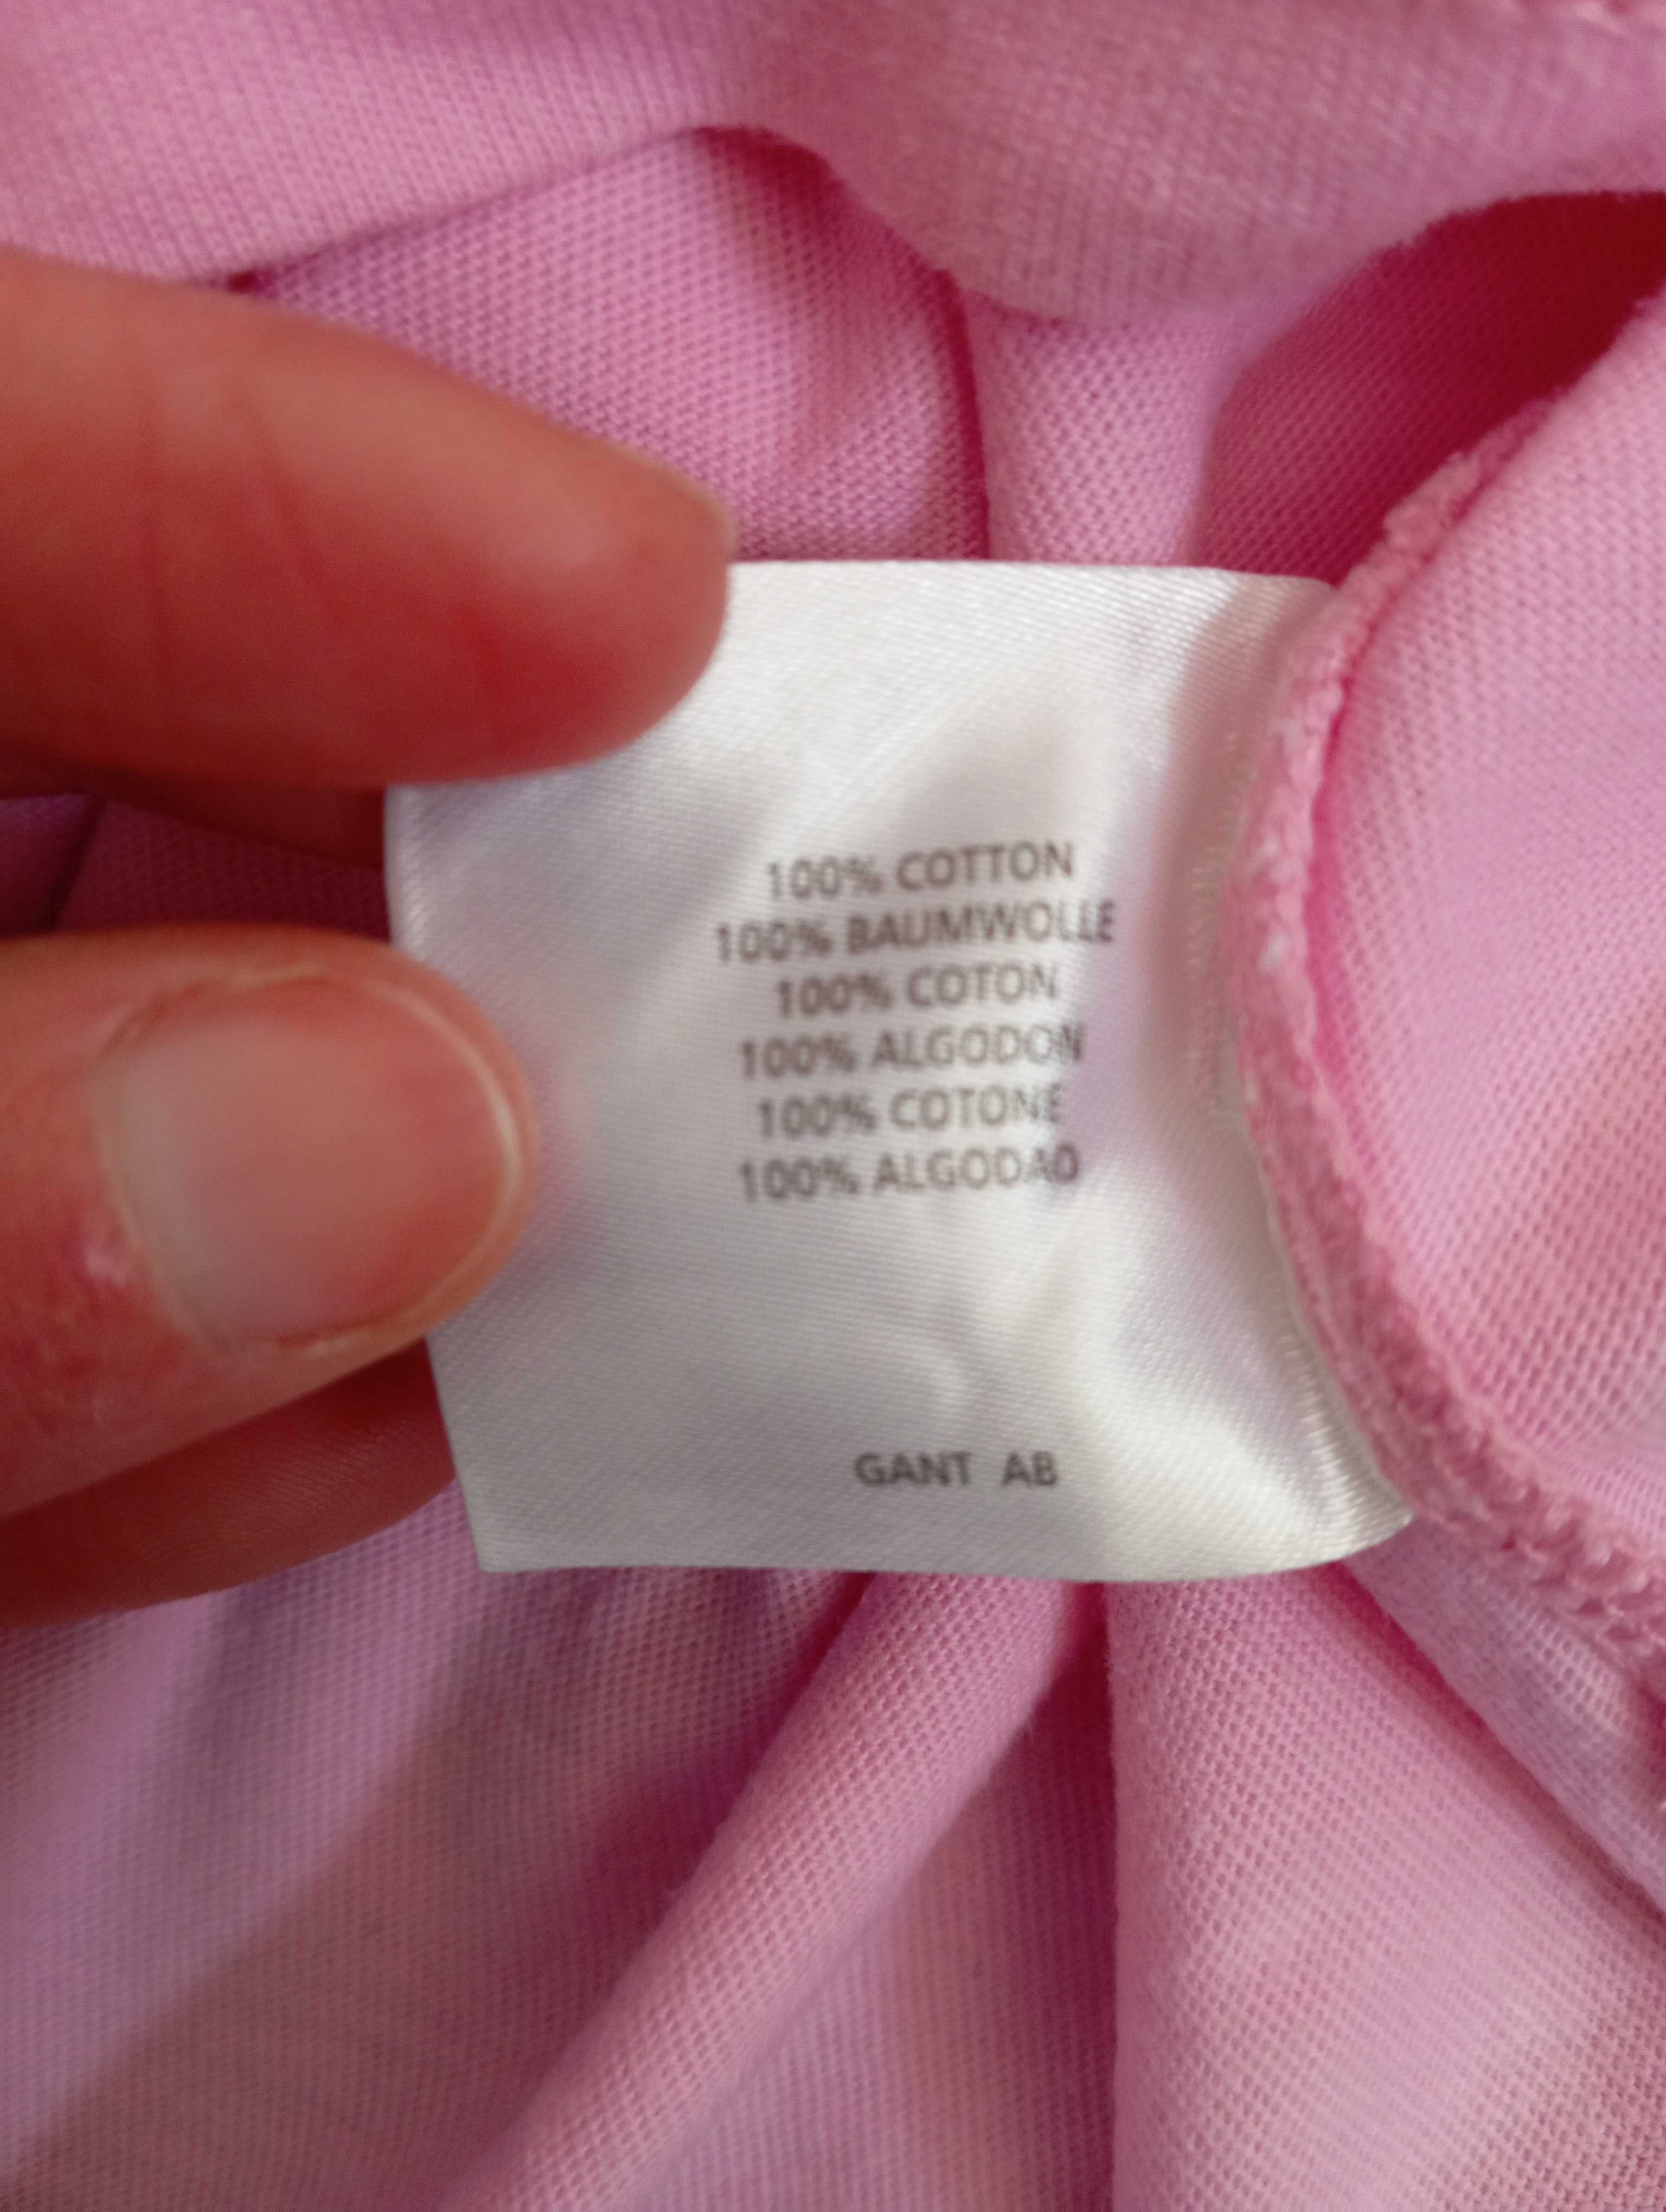 100% COTTON
100% BAUMWOLLE
100% COTON
100% ALGODON
100% COTONE
100% ALGODAO
GANT AB